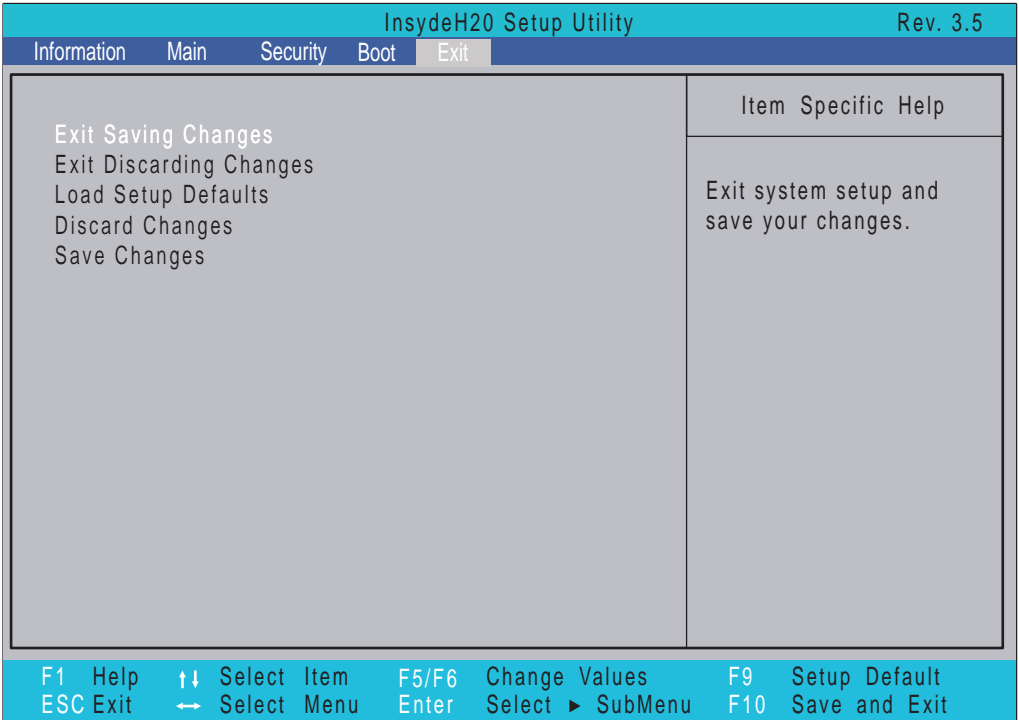 InsydeH20 Setup Utility Rev. 3.5
Information Main Security Boot Exit
Item Specific Help
Exit Saving Changes
Exit Discarding Changes
Load Setup Defaults
Discard Changes
Save Changes
Exit system setup and
save your changes.
F1 Help ↑↓ Select Item F5/F6 Change Values F9 Setup Default
ESC Exit ↔ Select Menu Enter Select ► SubMenu F10 Save and Exit